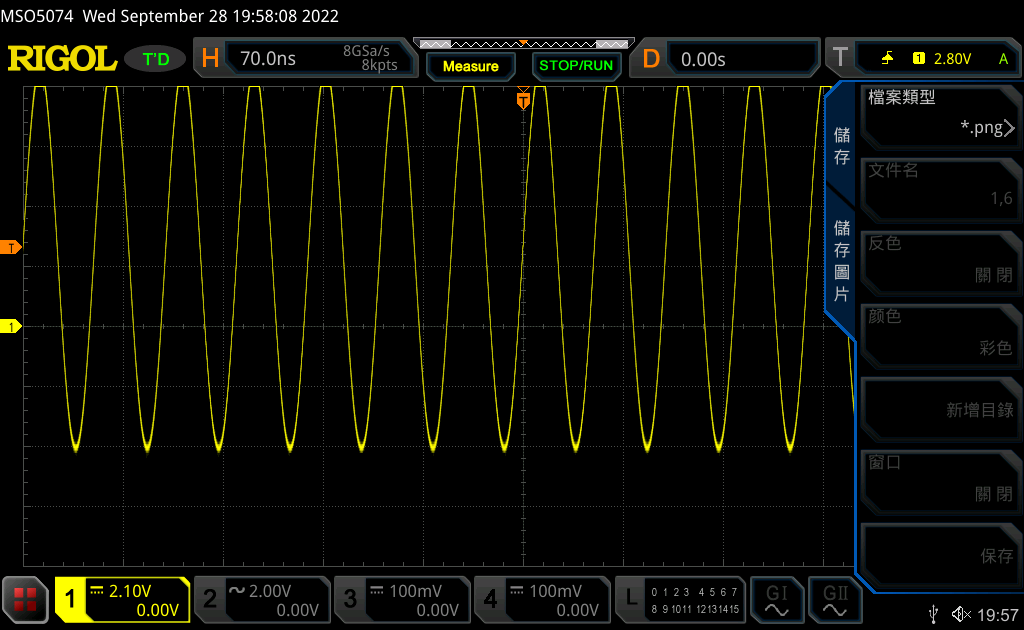 MSO5074 Wed September 28 19:58:08 2022
RIGOL T'D H 70.0ns 8GSa/s 8kpts Measure STOP/RUN D 0.00s T 1 2.80V A
T
檔案類型
*.png
儲存
文件名
1,6
儲存圖片
反色
關閉
T
颜色
彩色
1
新增目錄
窗口
關閉
保存
1 2.10V 0.00V
2 2.00V 0.00V
3 100mV 0.00V
4 100mV 0.00V
L 0 1 2 3 4 5 6 7
8 9 10 11 12 13 14 15
GI
GII
19:57